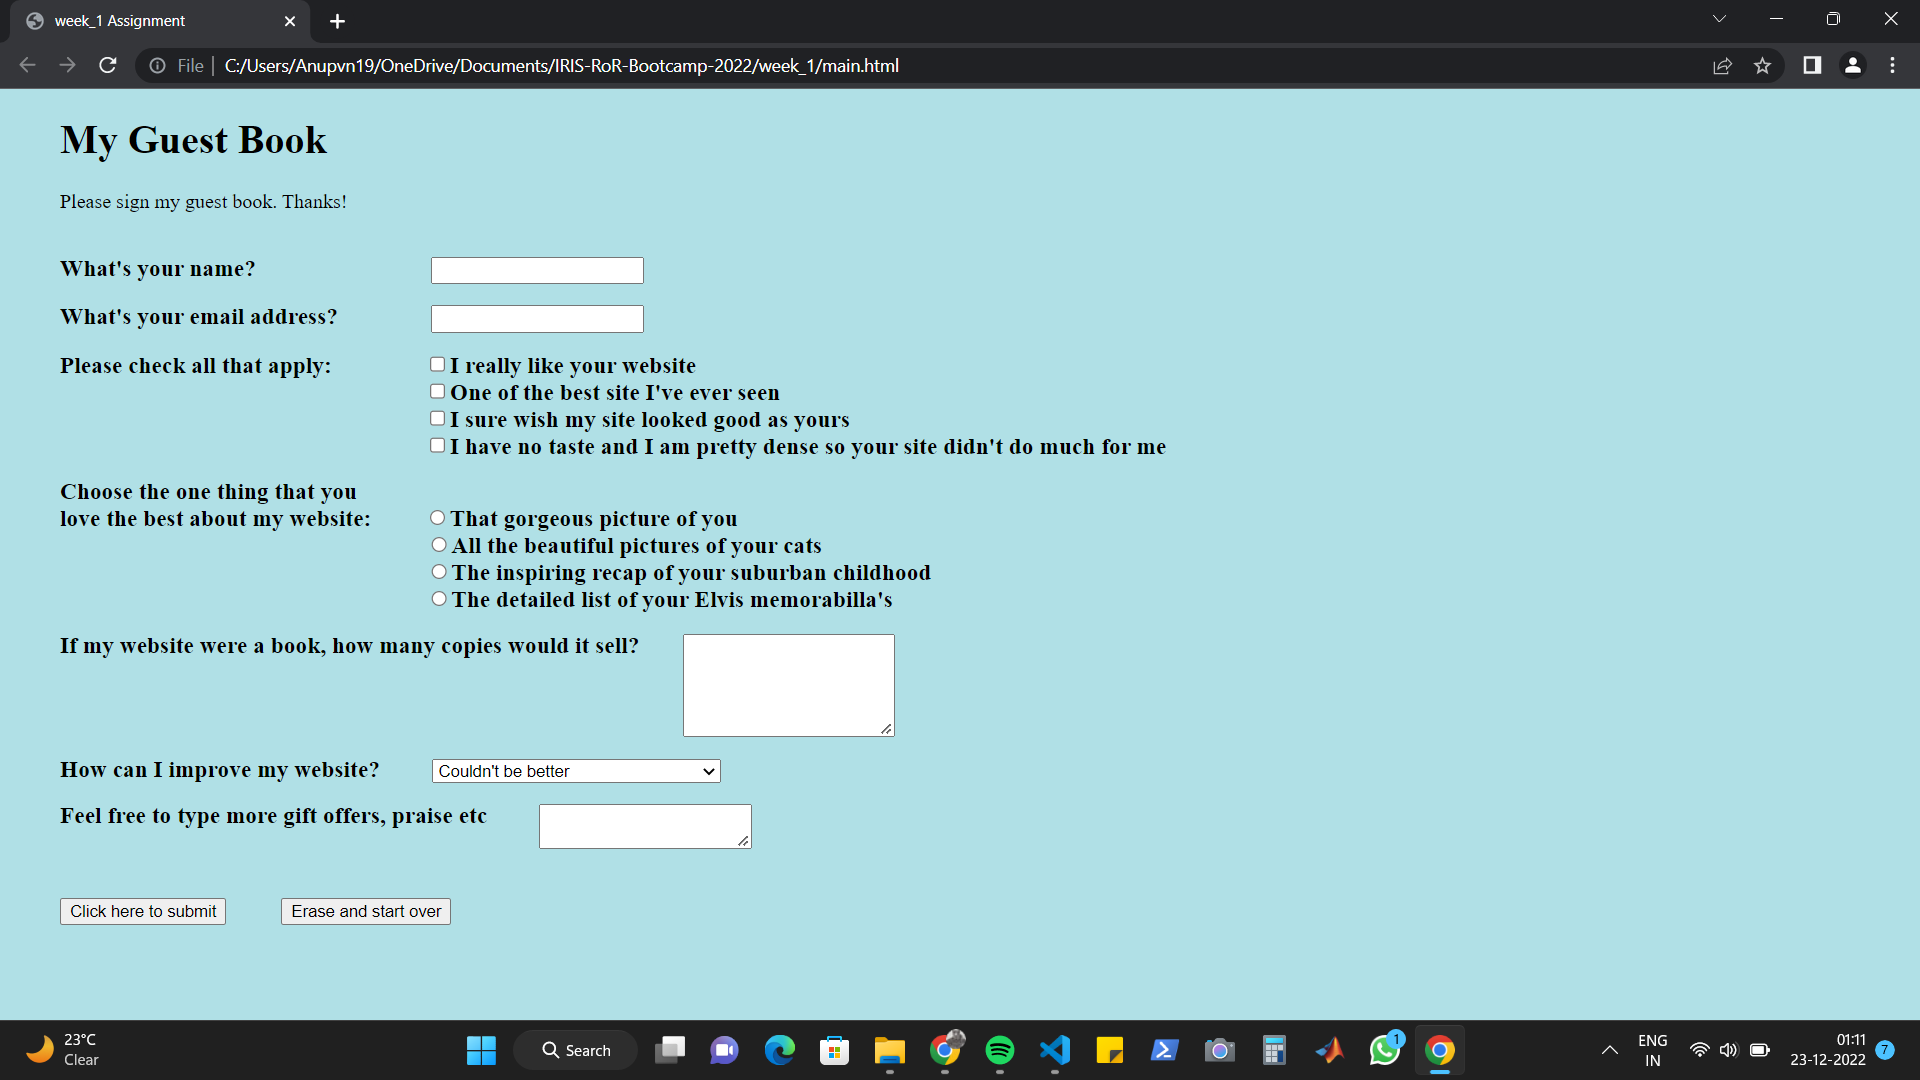 week_1 Assignment
File
C:/Users/Anupvn19/OneDrive/Documents/IRIS-RoR-Bootcamp-2022/week_1/main.html
My Guest Book
Please sign my guest book. Thanks!
What's your name?
What's your email address?
Please check all that apply:
I really like your website
One of the best site I've ever seen
I sure wish my site looked good as yours
I have no taste and I am pretty dense so your site didn't do much for me
Choose the one thing that you
love the best about my website:
That gorgeous picture of you
All the beautiful pictures of your cats
The inspiring recap of your suburban childhood
The detailed list of your Elvis memorabilla's
If my website were a book, how many copies would it sell?
How can I improve my website?
Couldn't be better
Feel free to type more gift offers, praise etc
Click here to submit
Erase and start over
23°C
Clear
Search
1
ENG
IN
01:11
23-12-2022
7